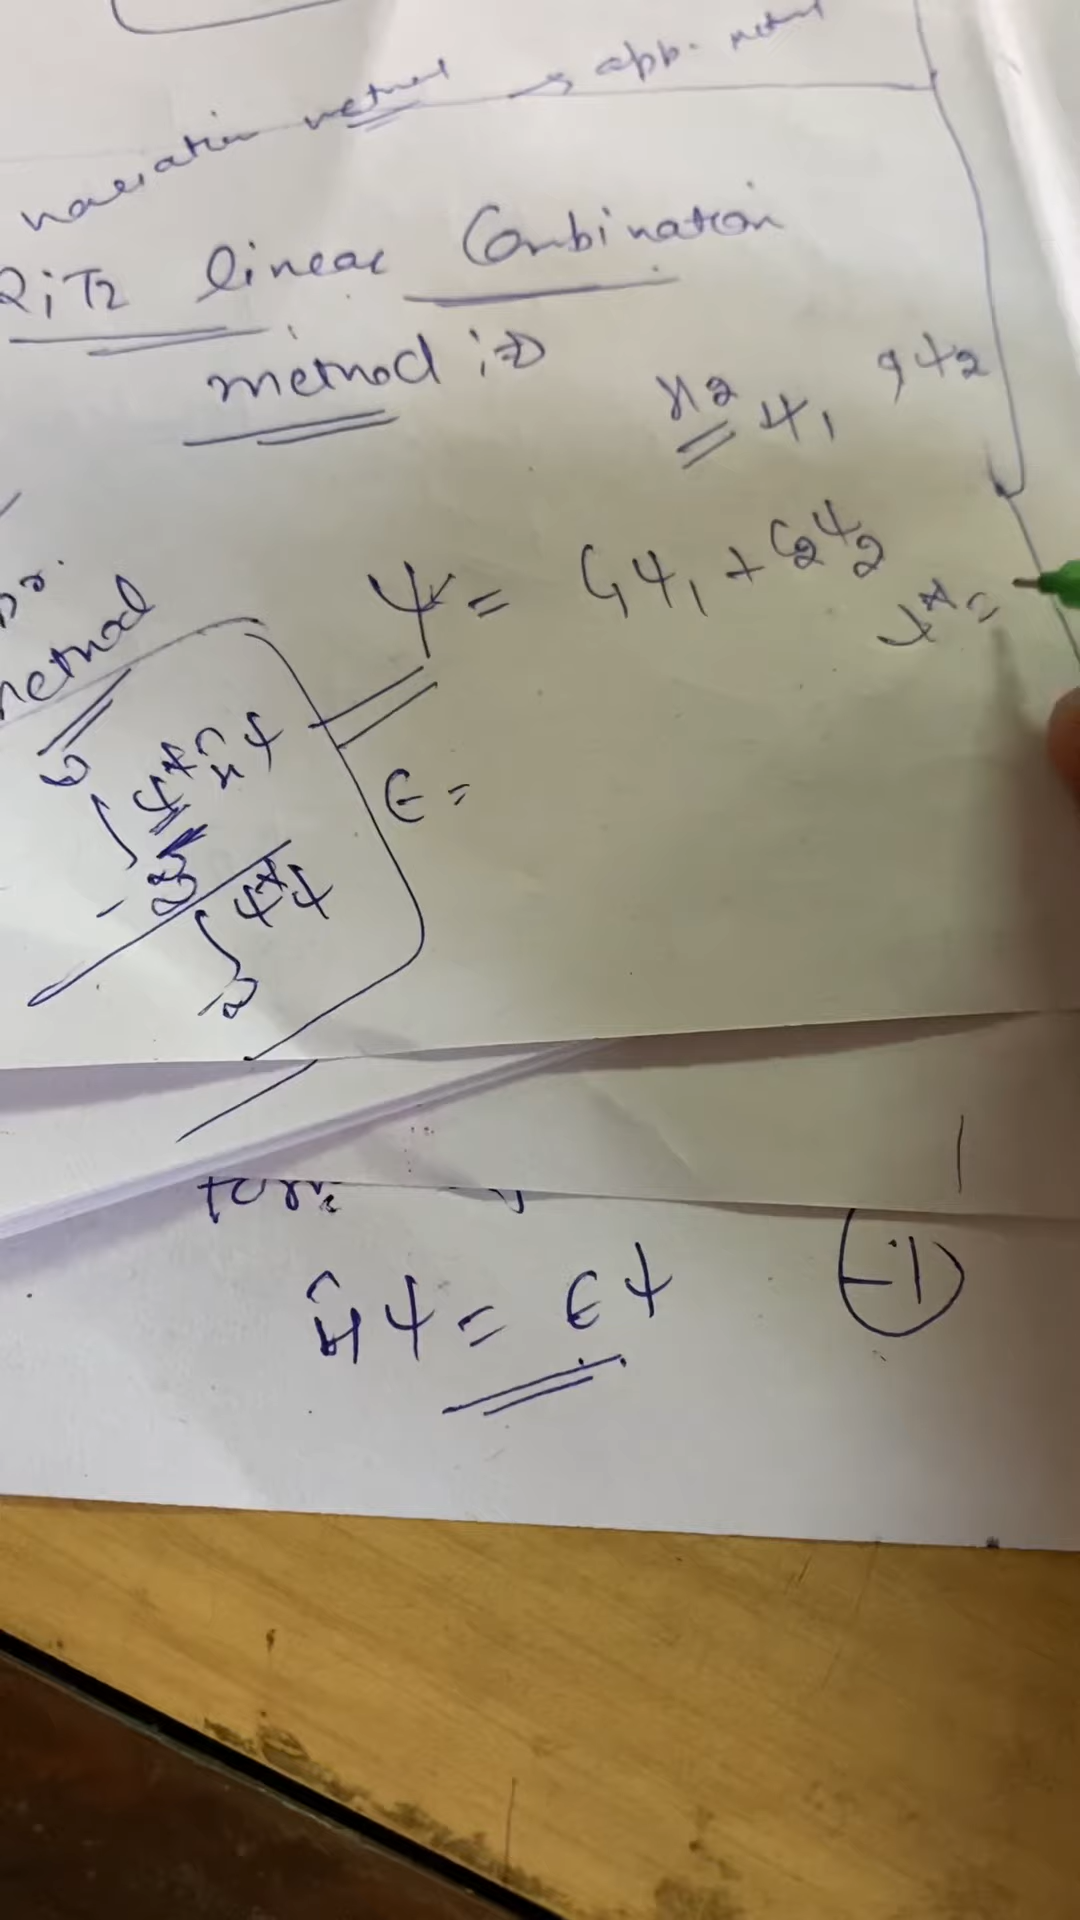 variation method → app. method
RiTz linear Combination
method :⇒
H2 ψ1 , ψ2
ψ = C1ψ1 + C2ψ2
ψ* =
method
E =
∞ ∫ ψ* Ĥ ψ
-∞
∫ ψ*ψ
-∞
Ĥψ = Eψ
-1